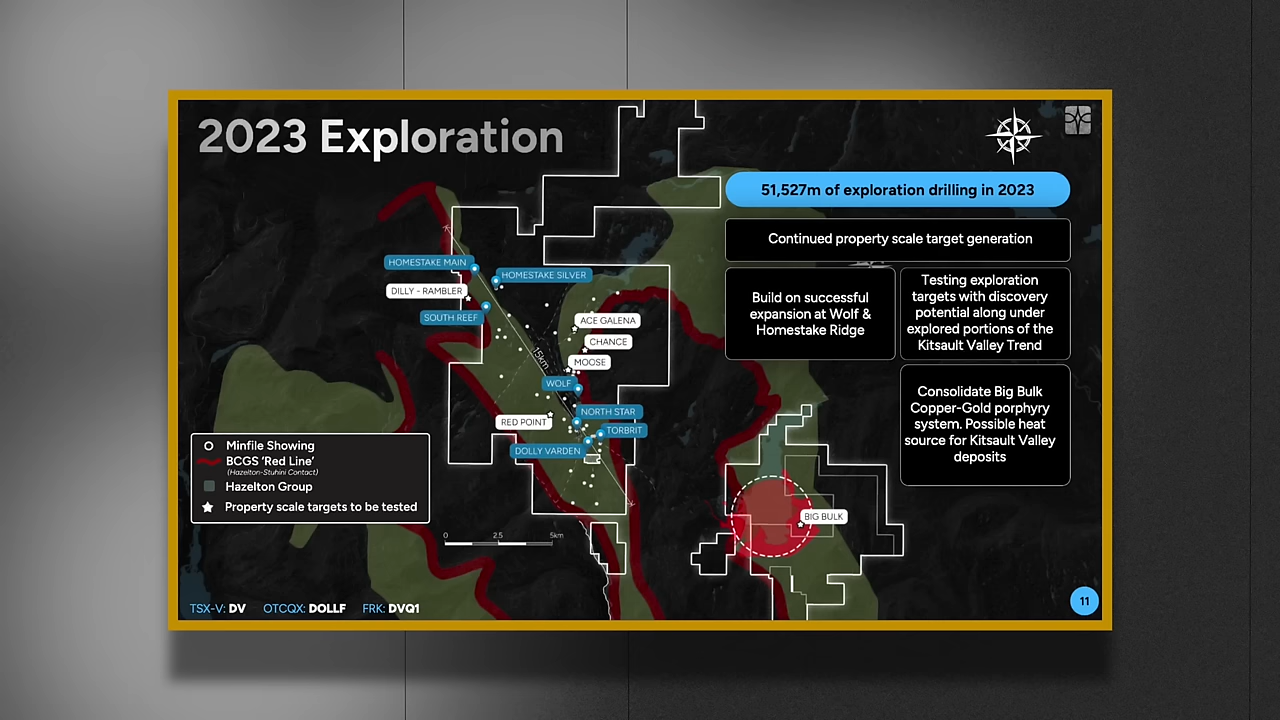 2023 Exploration
51,527m of exploration drilling in 2023
Continued property scale target generation
Build on successful
expansion at Wolf &
Homestake Ridge
Testing exploration
targets with discovery
potential along under
explored portions of the
Kitsault Valley Trend
Consolidate Big Bulk
Copper-Gold porphyry
system. Possible heat
source for Kitsault Valley
deposits
HOMESTAKE MAIN
HOMESTAKE SILVER
DILLY - RAMBLER
SOUTH REEF
ACE GALENA
CHANCE
15km
MOOSE
WOLF
NORTH STAR
RED POINT
TORBRIT
DOLLY VARDEN
BIG BULK
Minfile Showing
BCGS 'Red Line'
(Hazelton-Stuhini Contact)
Hazelton Group
Property scale targets to be tested
0 2.5 5km
TSX-V: DV OTCQX: DOLLF FRK: DVQ1
11